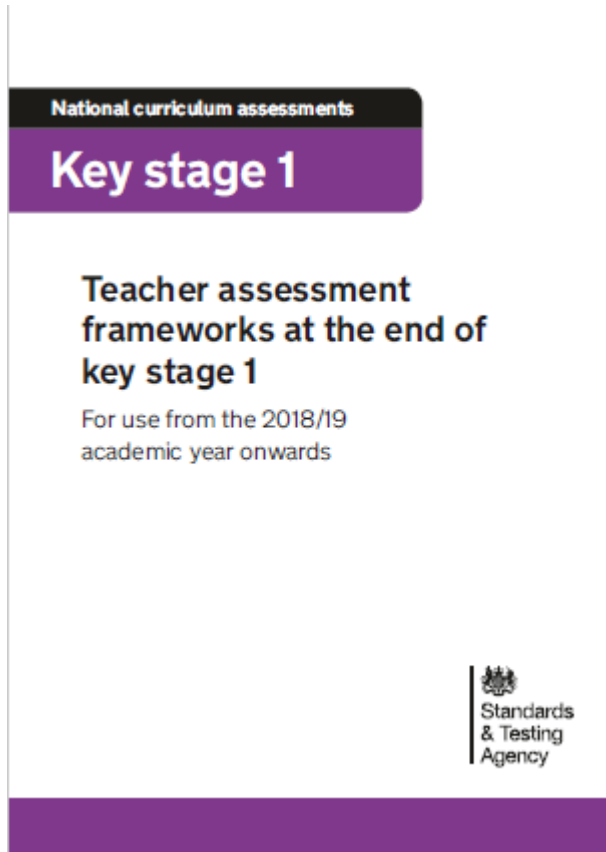 National curriculum assessments
Key stage 1
Teacher assessment
frameworks at the end of
key stage 1
For use from the 2018/19
academic year onwards
Standards
& Testing
Agency